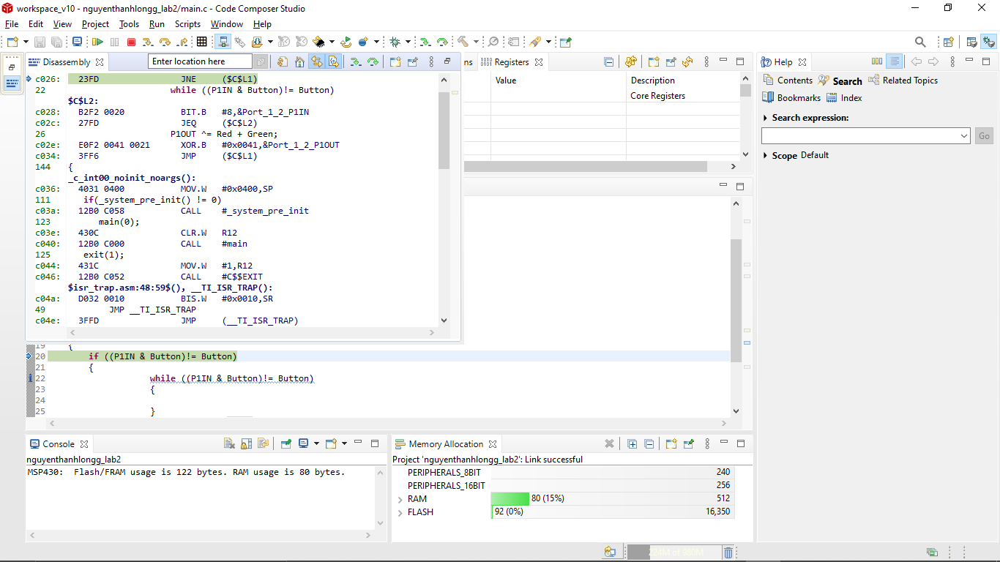 workspace_v10 - nguyenthanhlongg_lab2/main.c - Code Composer Studio
File Edit View Project Tools Run Scripts Window Help
Disassembly Enter location here
c026: 23FD JNE ($C$L1)
22 while ((P1IN & Button)!= Button)
$C$L2:
c028: B2F2 0020 BIT.B #8,&Port_1_2_P1IN
c02c: 27FD JEQ ($C$L2)
26 P1OUT ^= Red + Green;
c02e: E0F2 0041 0021 XOR.B #0x0041,&Port_1_2_P1OUT
c034: 3FF6 JMP ($C$L1)
144 {
_c_int00_noinit_noargs():
c036: 4031 0400 MOV.W #0x0400,SP
111 if(_system_pre_init() != 0)
c03a: 12B0 C058 CALL #_system_pre_init
123 main(0);
c03e: 430C CLR.W R12
c040: 12B0 C000 CALL #main
125 exit(1);
c044: 431C MOV.W #1,R12
c046: 12B0 C052 CALL #C$$EXIT
$isr_trap.asm:48:59$(), __TI_ISR_TRAP():
c04a: D032 0010 BIS.W #0x0010,SR
49 JMP __TI_ISR_TRAP
c04e: 3FFD JMP (__TI_ISR_TRAP)
ns Registers
Value Description
Core Registers
19 {
20 if ((P1IN & Button)!= Button)
21 {
22 while ((P1IN & Button)!= Button)
23 {
24
25 }
Console
nguyenthanhlongg_lab2
MSP430: Flash/FRAM usage is 122 bytes. RAM usage is 80 bytes.
Memory Allocation
Project 'nguyenthanhlongg_lab2': Link successful
PERIPHERALS_8BIT 240
PERIPHERALS_16BIT 256
RAM 80 (15%) 512
FLASH 92 (0%) 16,350
Help
Contents Search Related Topics
Bookmarks Index
Search expression:
Go
Scope Default